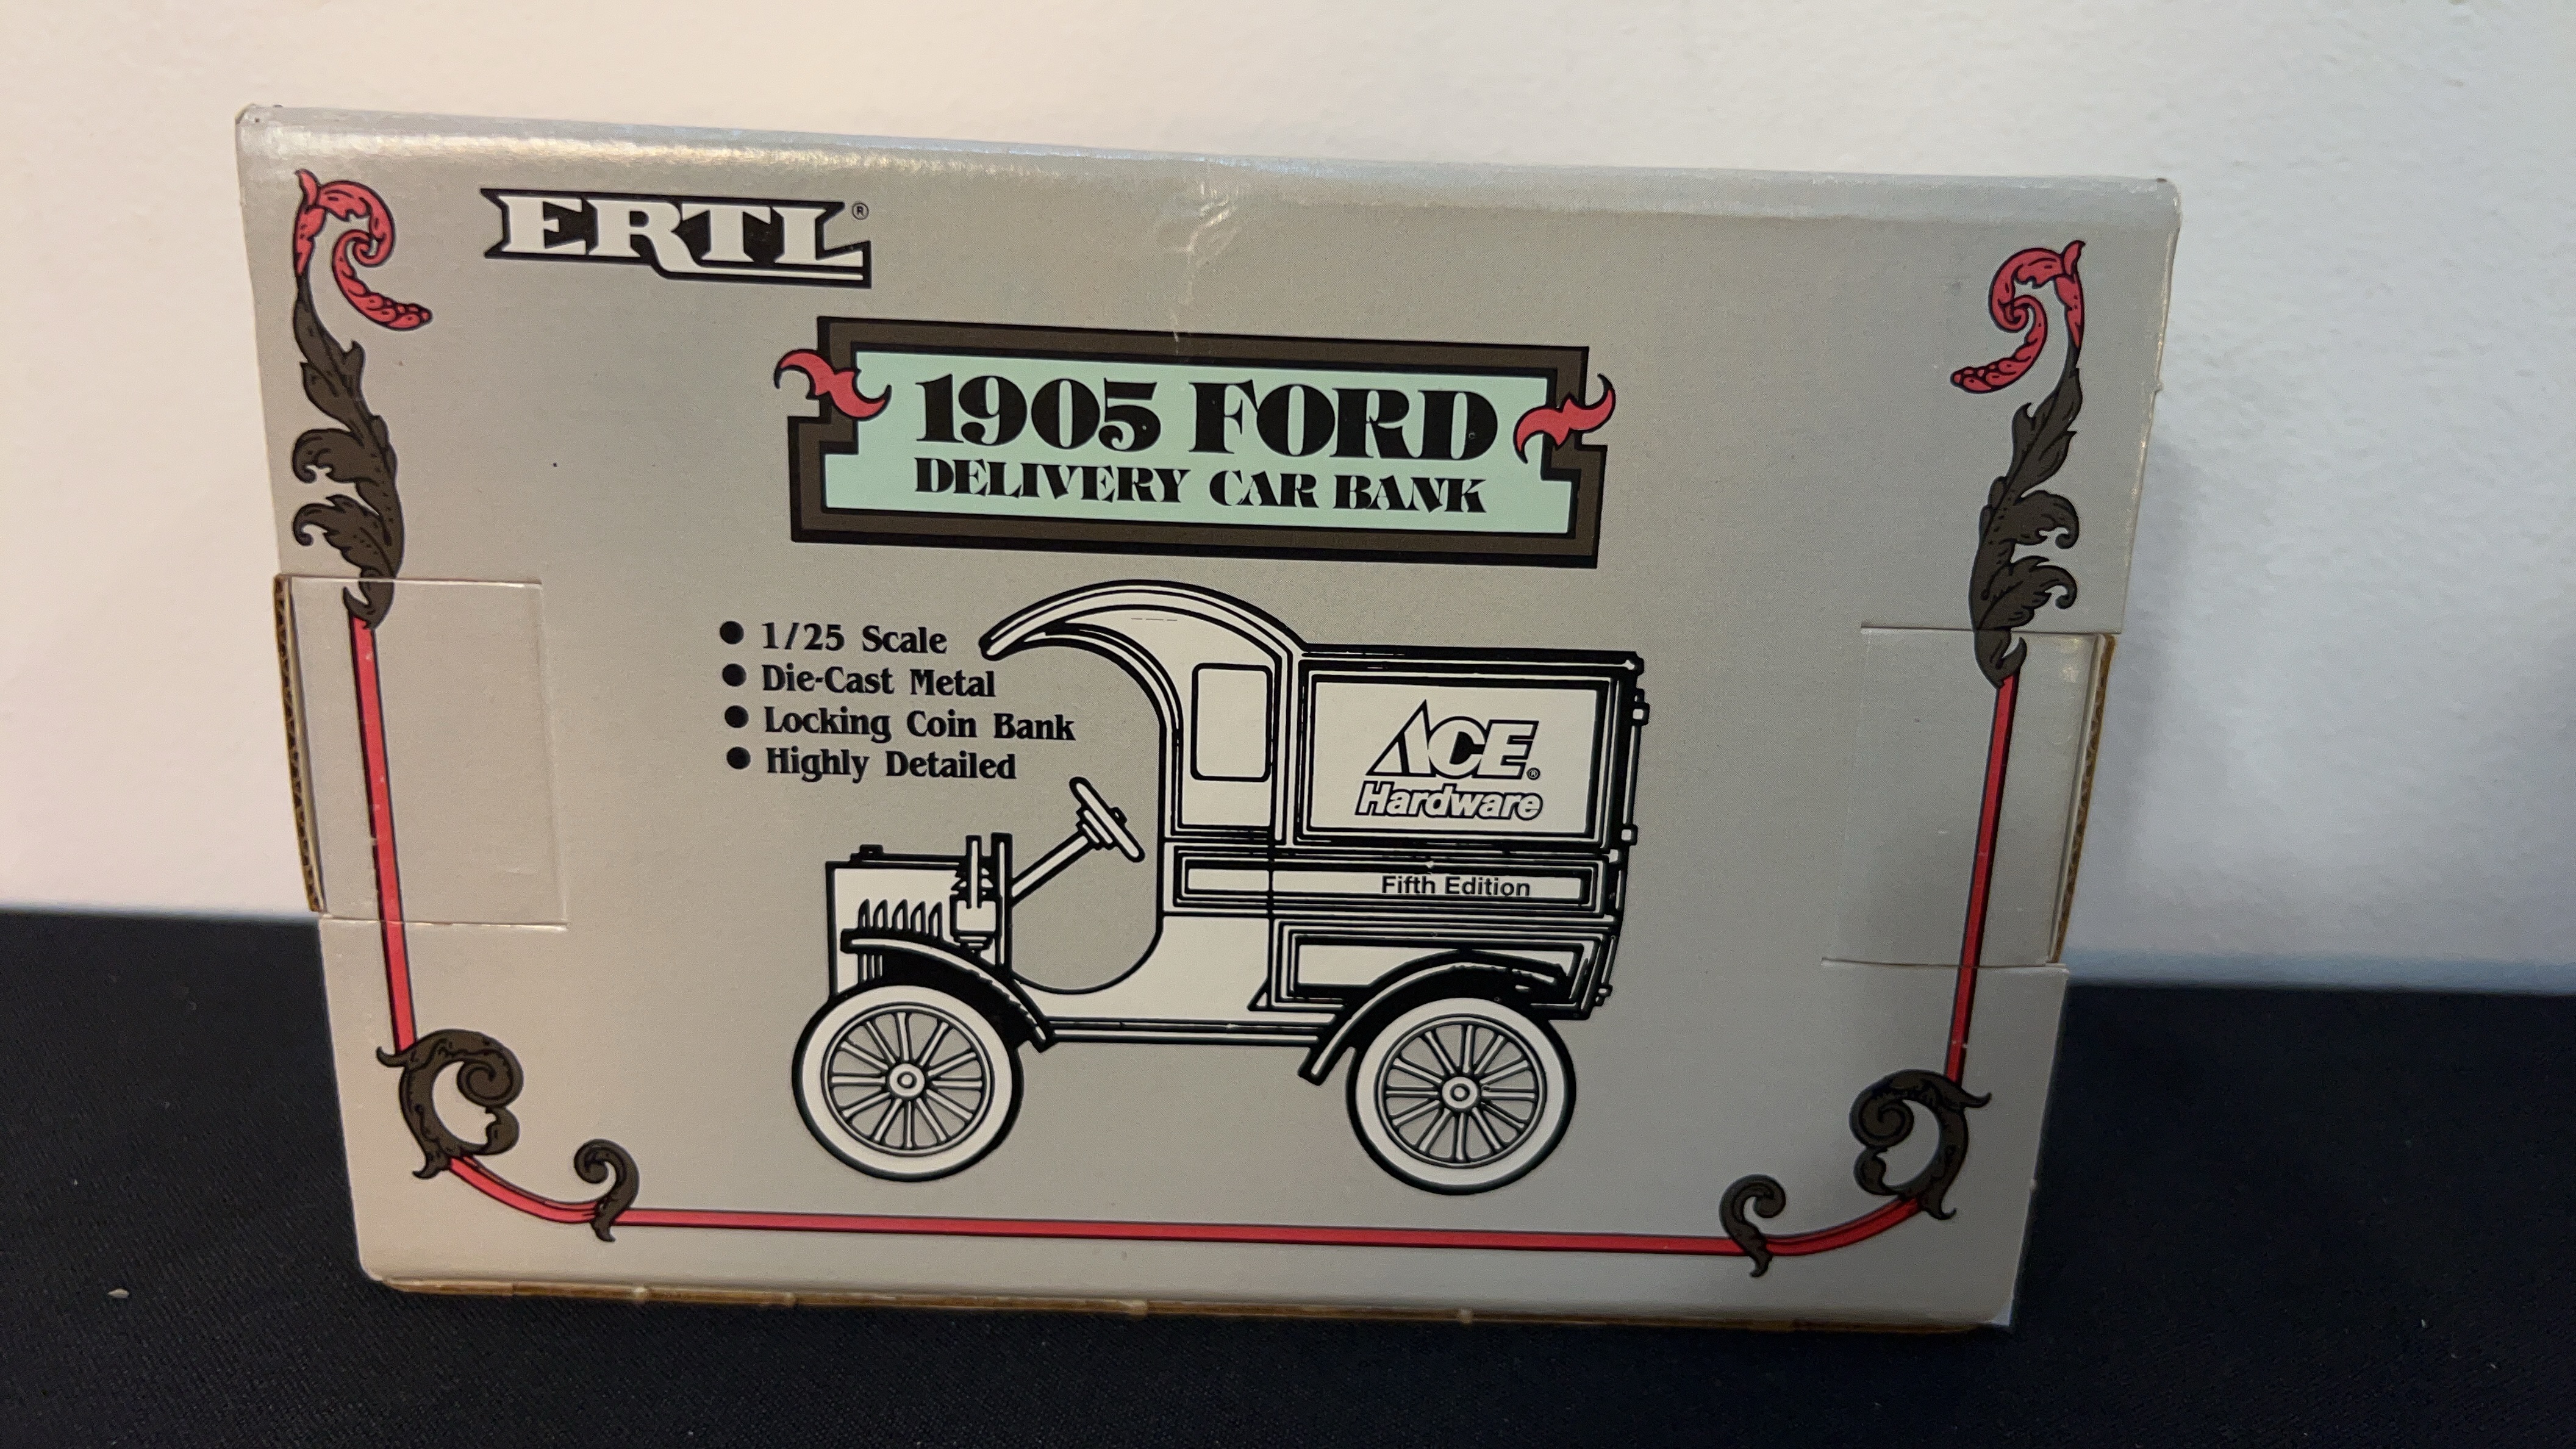 ERTL®
1905 FORD
DELIVERY CAR BANK
● 1/25 Scale
● Die-Cast Metal
● Locking Coin Bank
● Highly Detailed
ACE®
Hardware
Fifth Edition